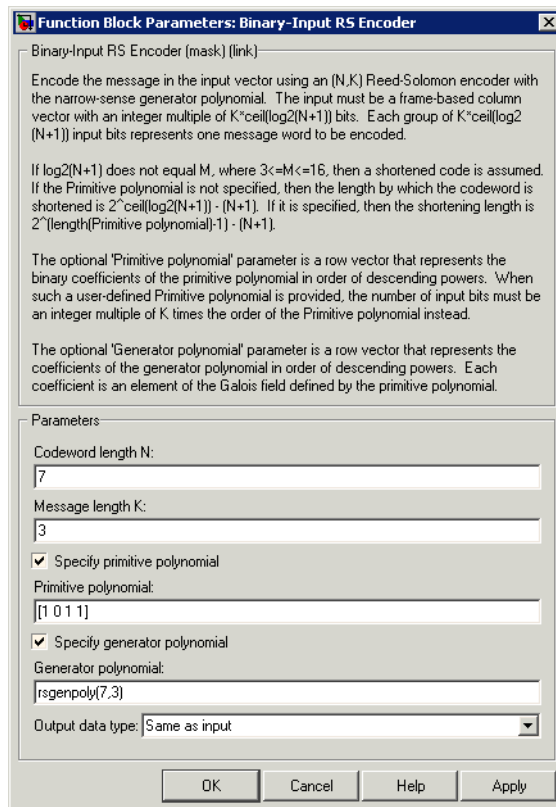 Function Block Parameters: Binary-Input RS Encoder
Binary-Input RS Encoder (mask) (link)
Encode the message in the input vector using an (N,K) Reed-Solomon encoder with
the narrow-sense generator polynomial. The input must be a frame-based column
vector with an integer multiple of K*ceil(log2(N+1)) bits. Each group of K*ceil(log2
(N+1)) input bits represents one message word to be encoded.
If log2(N+1) does not equal M, where 3<=M<=16, then a shortened code is assumed.
If the Primitive polynomial is not specified, then the length by which the codeword is
shortened is 2^ceil(log2(N+1)) - (N+1). If it is specified, then the shortening length is
2^(length(Primitive polynomial)-1) - (N+1).
The optional 'Primitive polynomial' parameter is a row vector that represents the
binary coefficients of the primitive polynomial in order of descending powers. When
such a user-defined Primitive polynomial is provided, the number of input bits must be
an integer multiple of K times the order of the Primitive polynomial instead.
The optional 'Generator polynomial' parameter is a row vector that represents the
coefficients of the generator polynomial in order of descending powers. Each
coefficient is an element of the Galois field defined by the primitive polynomial.
Parameters
Codeword length N:
7
Message length K:
3
Specify primitive polynomial
Primitive polynomial:
[1 0 1 1]
Specify generator polynomial
Generator polynomial:
rsgenpoly(7,3)
Output data type: Same as input
OK Cancel Help Apply